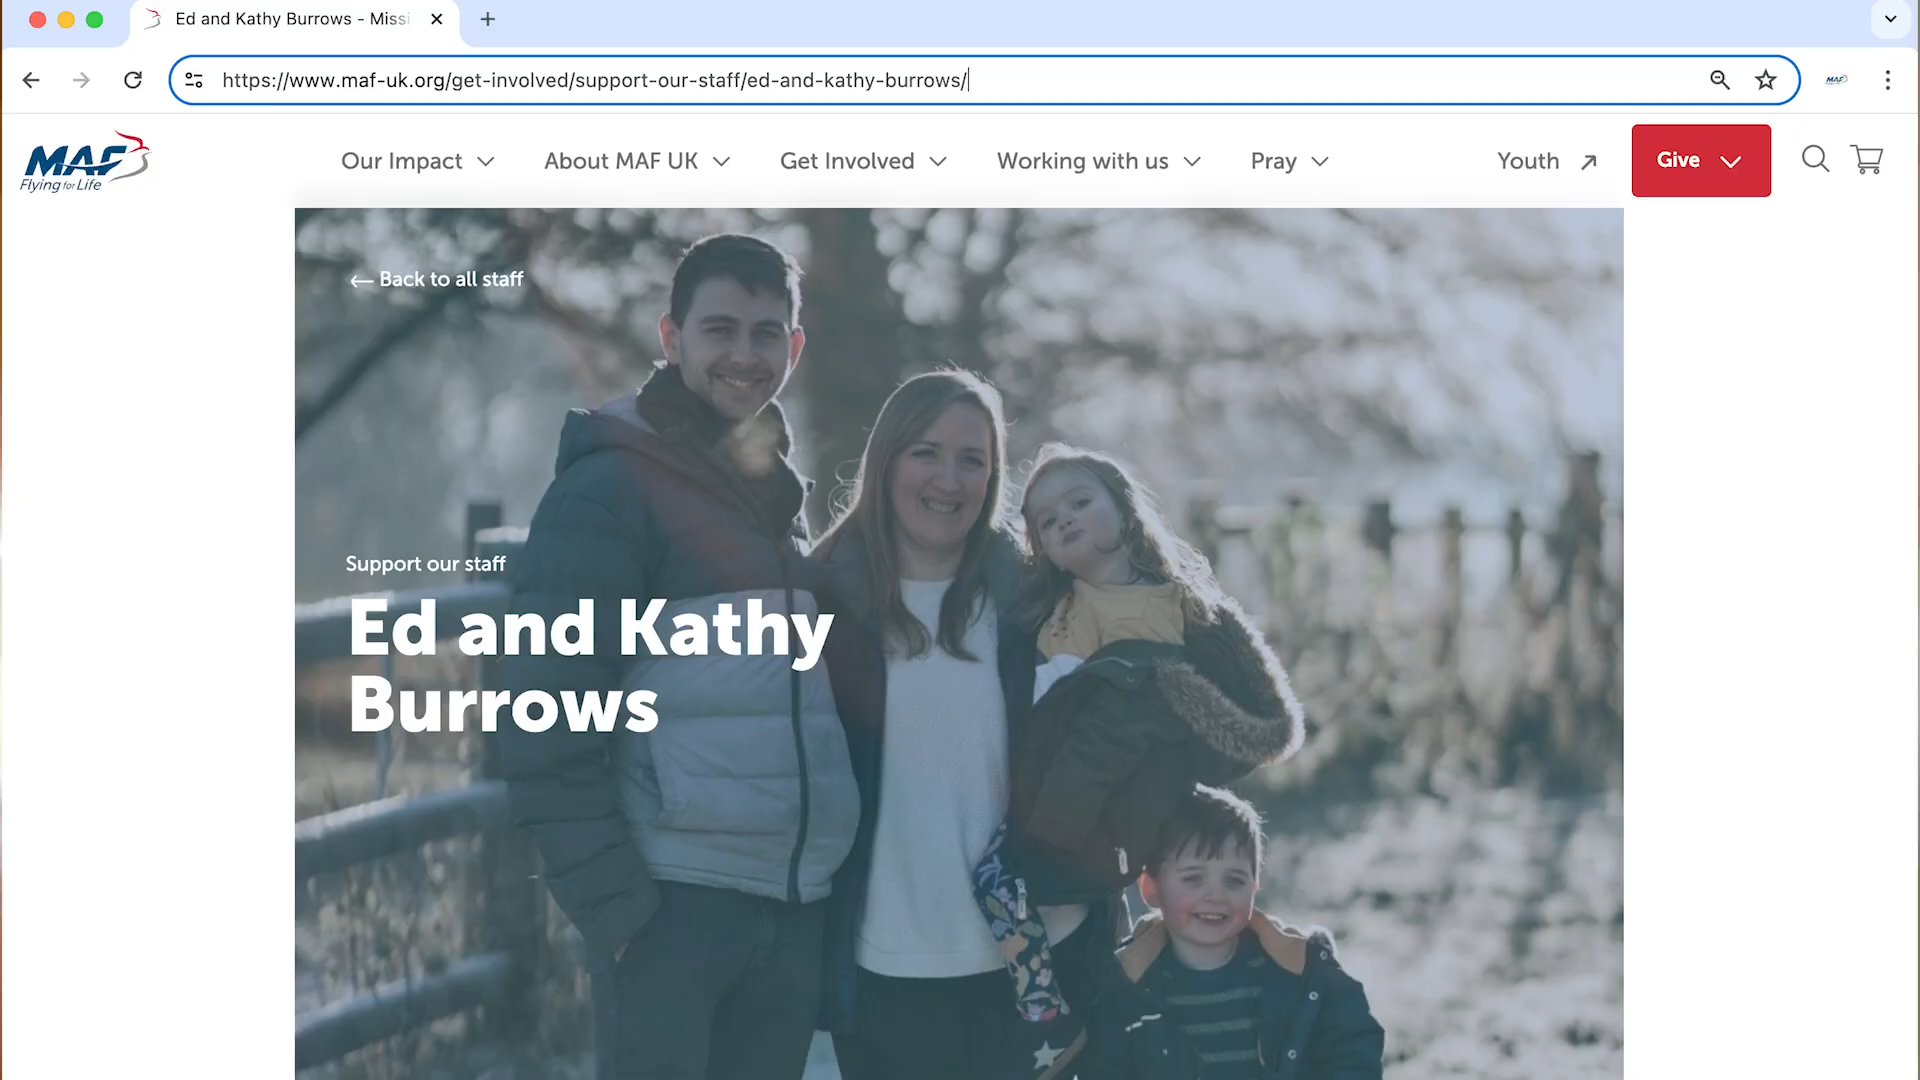 Ed and Kathy Burrows - Missi
https://www.maf-uk.org/get-involved/support-our-staff/ed-and-kathy-burrows/
MAF
Flying for Life
Our Impact
About MAF UK
Get Involved
Working with us
Pray
Youth
Give
MAF
Back to all staff
Support our staff
Ed and Kathy
Burrows